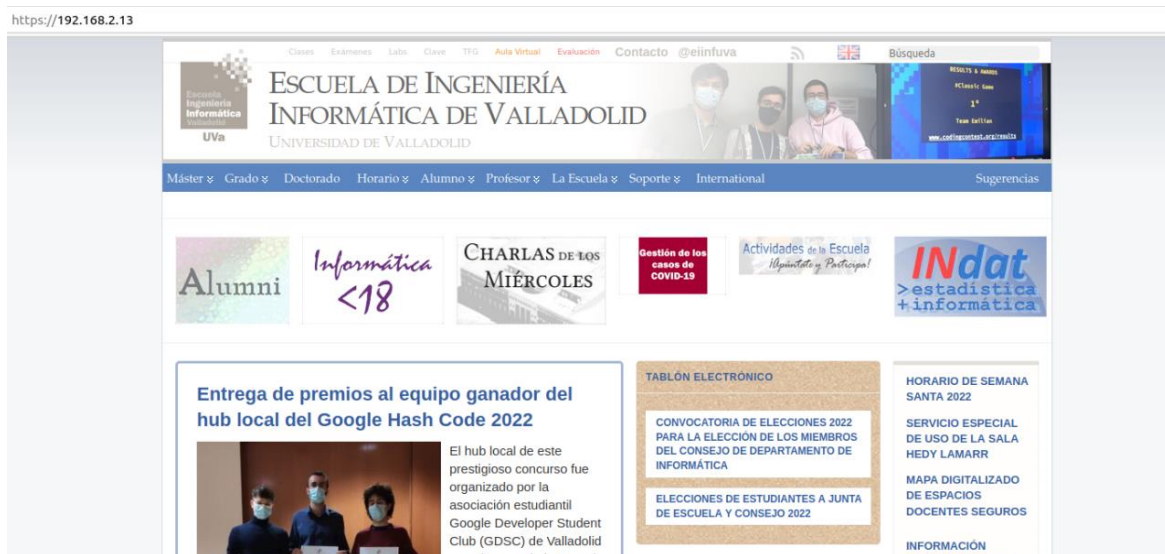 https://192.168.2.13
Clases Exámenes Labs Clave TFG Aula Virtual Evaluación Contacto @eiinfuva Búsqueda
Escuela
Ingeniería
Informática
Valladolid
UVa
ESCUELA DE INGENIERÍA
INFORMÁTICA DE VALLADOLID
UNIVERSIDAD DE VALLADOLID
RESULTS & AWARDS
#Classic Game
1º
Team Emilian
www.codingcontest.org/results
Máster Grado Doctorado Horario Alumno Profesor La Escuela Soporte International Sugerencias
Alumni
Informática
<18
CHARLAS DE LOS
MIÉRCOLES
Gestión de los
casos de
COVID-19
Actividades de la Escuela
¡Apúntate y Participa!
INdat
>estadística
+informática
Entrega de premios al equipo ganador del
hub local del Google Hash Code 2022
El hub local de este
prestigioso concurso fue
organizado por la
asociación estudiantil
Google Developer Student
Club (GDSC) de Valladolid
TABLÓN ELECTRÓNICO
CONVOCATORIA DE ELECCIONES 2022
PARA LA ELECCIÓN DE LOS MIEMBROS
DEL CONSEJO DE DEPARTAMENTO DE
INFORMÁTICA
ELECCIONES DE ESTUDIANTES A JUNTA
DE ESCUELA Y CONSEJO 2022
HORARIO DE SEMANA
SANTA 2022
SERVICIO ESPECIAL
DE USO DE LA SALA
HEDY LAMARR
MAPA DIGITALIZADO
DE ESPACIOS
DOCENTES SEGUROS
INFORMACIÓN